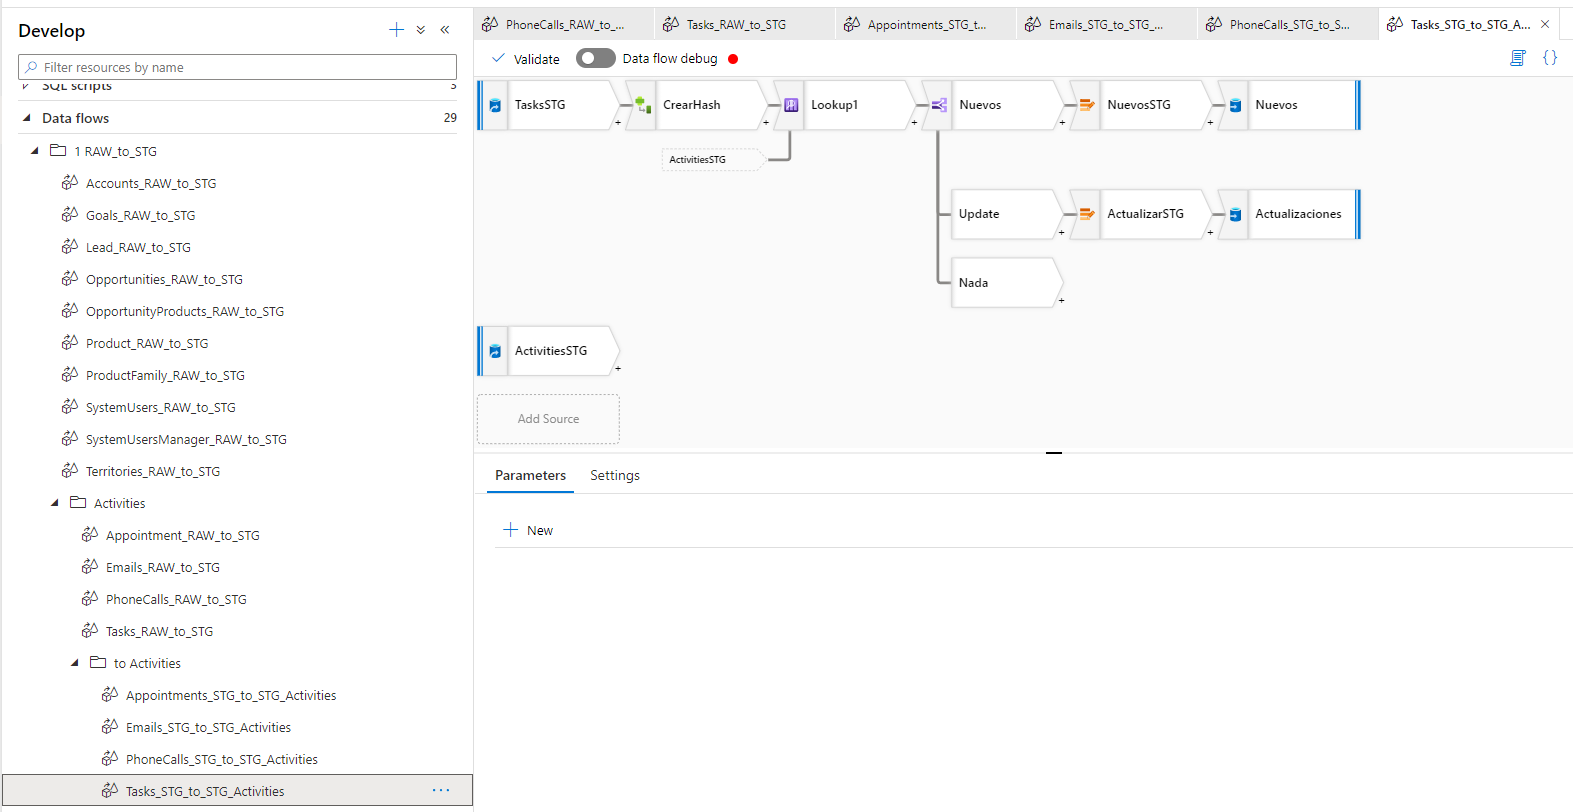 Develop
Filter resources by name
SQL scripts 3
Data flows 29
1 RAW_to_STG
Accounts_RAW_to_STG
Goals_RAW_to_STG
Lead_RAW_to_STG
Opportunities_RAW_to_STG
OpportunityProducts_RAW_to_STG
Product_RAW_to_STG
ProductFamily_RAW_to_STG
SystemUsers_RAW_to_STG
SystemUsersManager_RAW_to_STG
Territories_RAW_to_STG
Activities
Appointment_RAW_to_STG
Emails_RAW_to_STG
PhoneCalls_RAW_to_STG
Tasks_RAW_to_STG
to Activities
Appointments_STG_to_STG_Activities
Emails_STG_to_STG_Activities
PhoneCalls_STG_to_STG_Activities
Tasks_STG_to_STG_Activities ...
PhoneCalls_RAW_to_... Tasks_RAW_to_STG Appointments_STG_t... Emails_STG_to_STG_... PhoneCalls_STG_to_S... Tasks_STG_to_STG_A...
Validate Data flow debug {}
TasksSTG + CrearHash + Lookup1 + Nuevos + NuevosSTG + Nuevos
ActivitiesSTG
Update + ActualizarSTG + Actualizaciones
Nada +
ActivitiesSTG +
Add Source
Parameters Settings
+ New